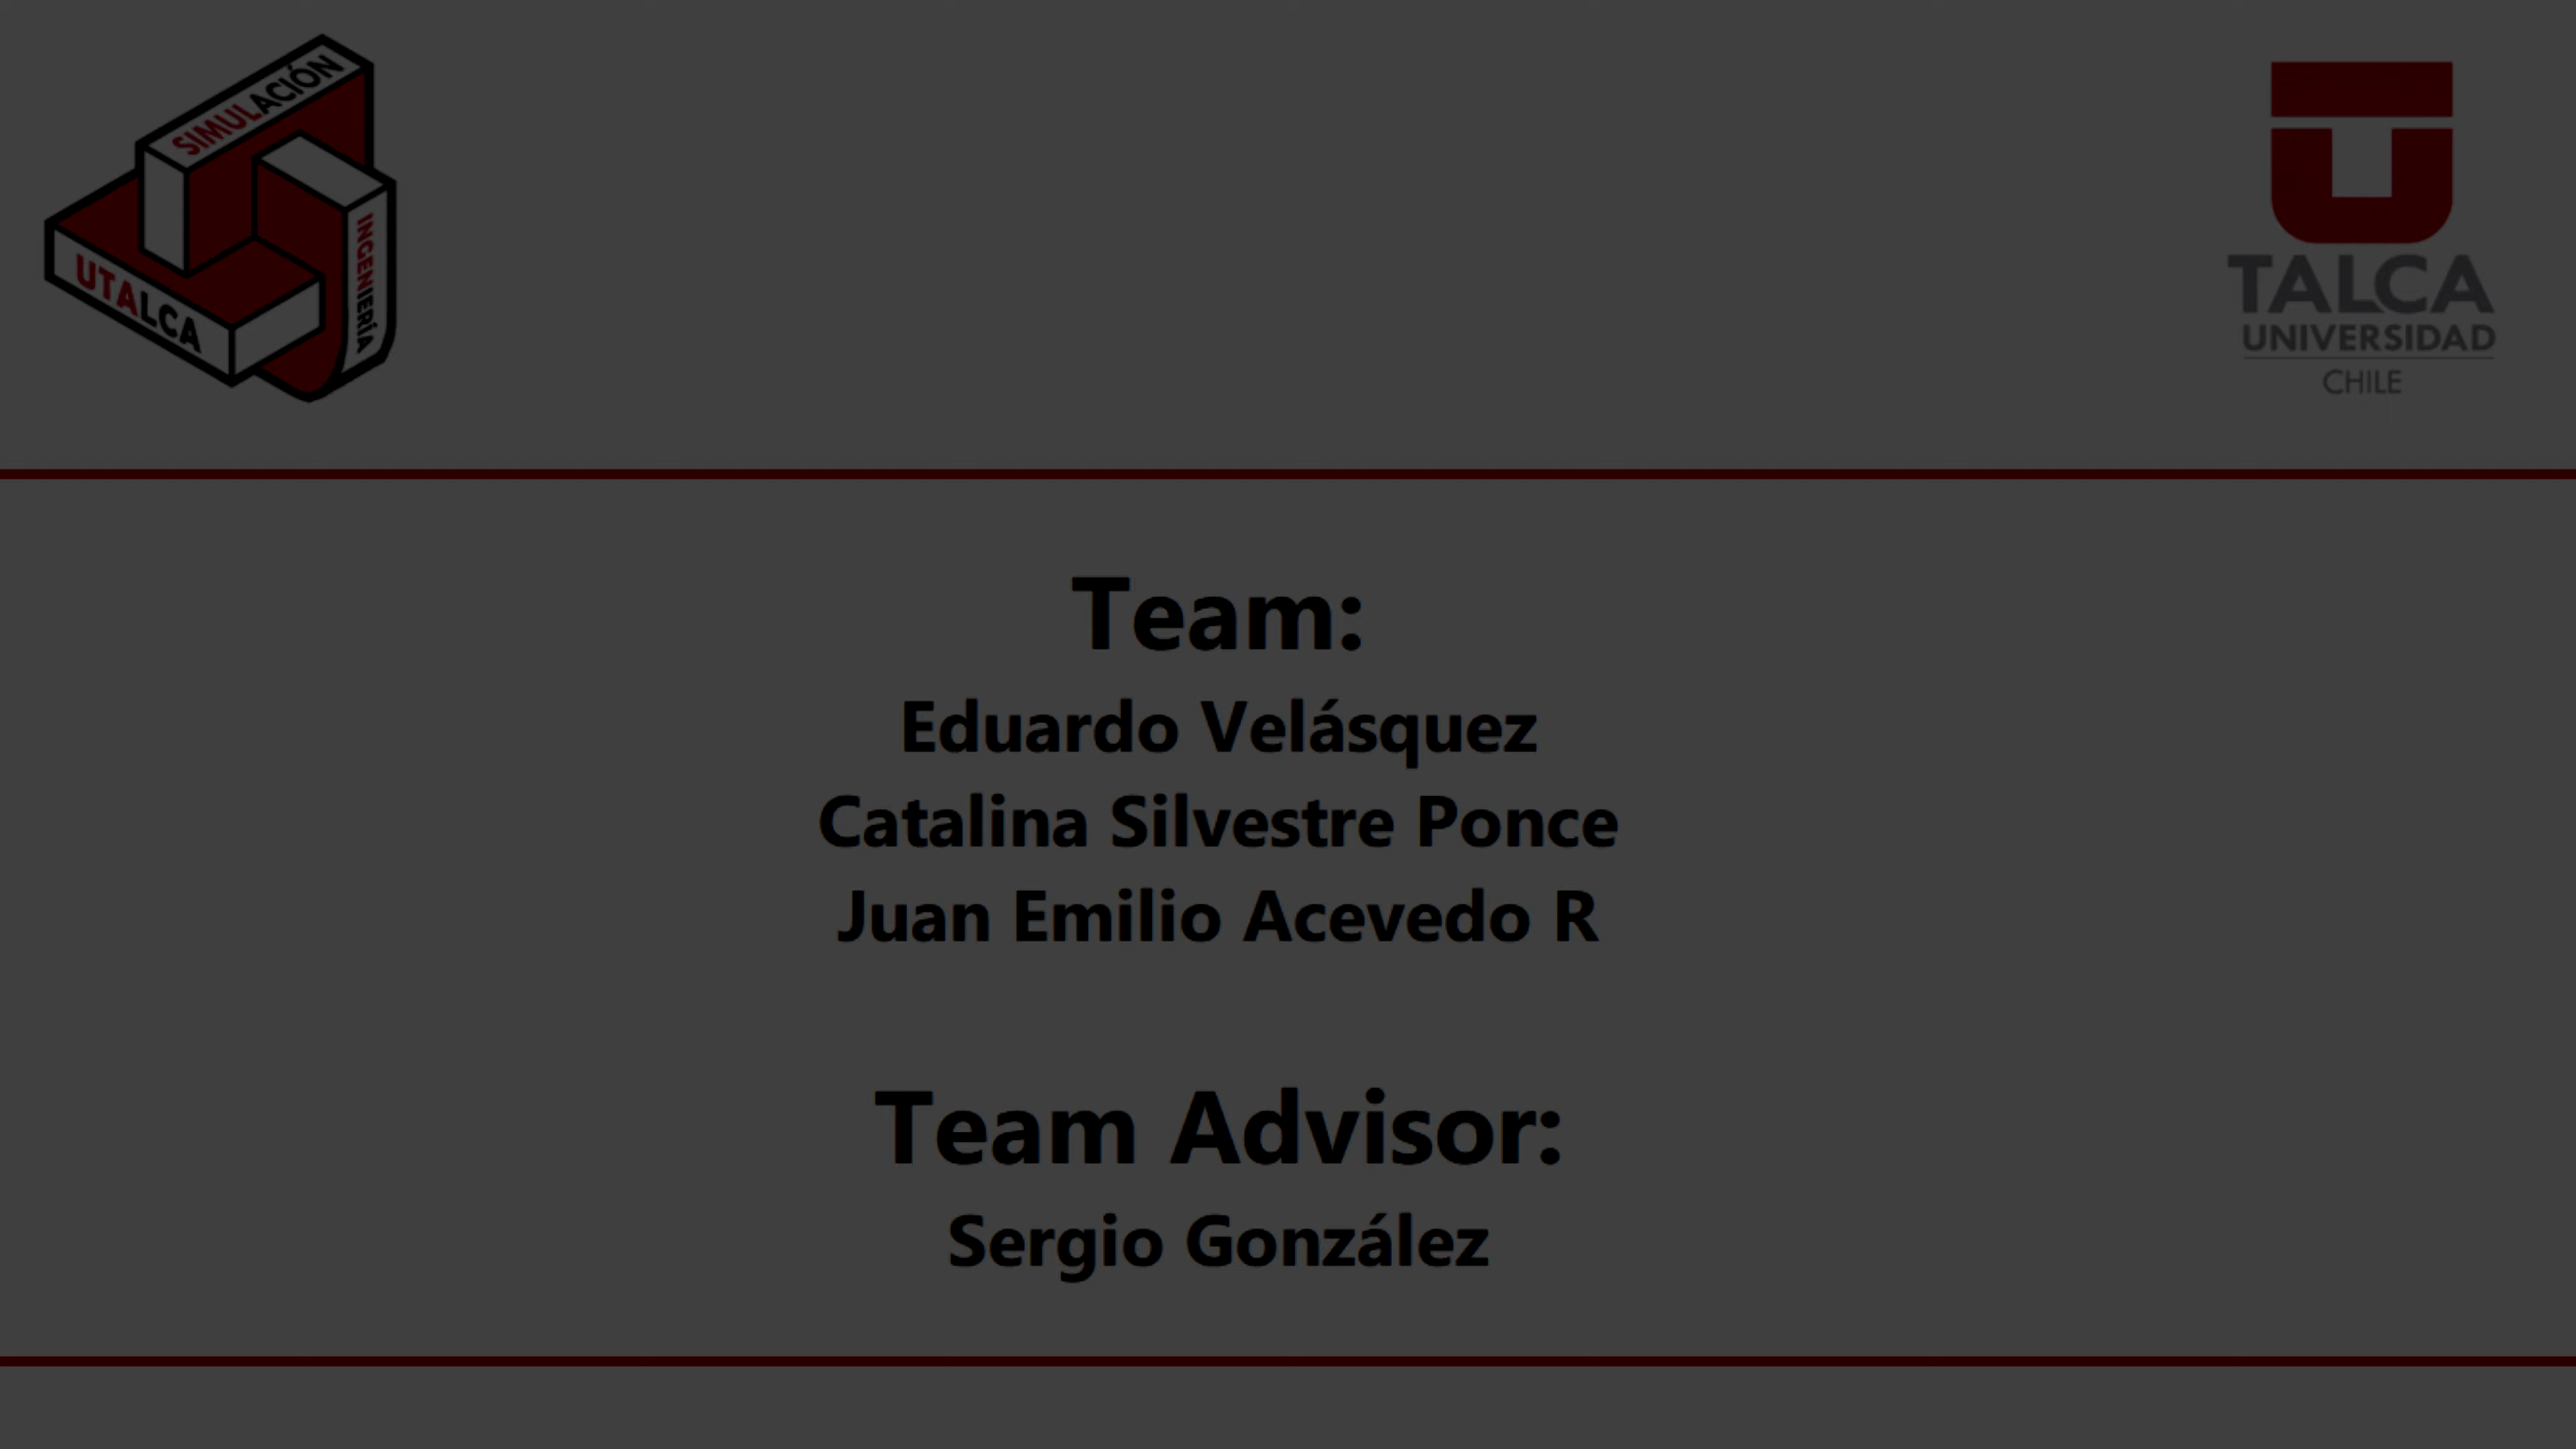 SIMULACIÓN
INGENIERÍA
UTALCA
TALCA
UNIVERSIDAD
CHILE
Team:
Eduardo Velásquez
Catalina Silvestre Ponce
Juan Emilio Acevedo R
Team Advisor:
Sergio González